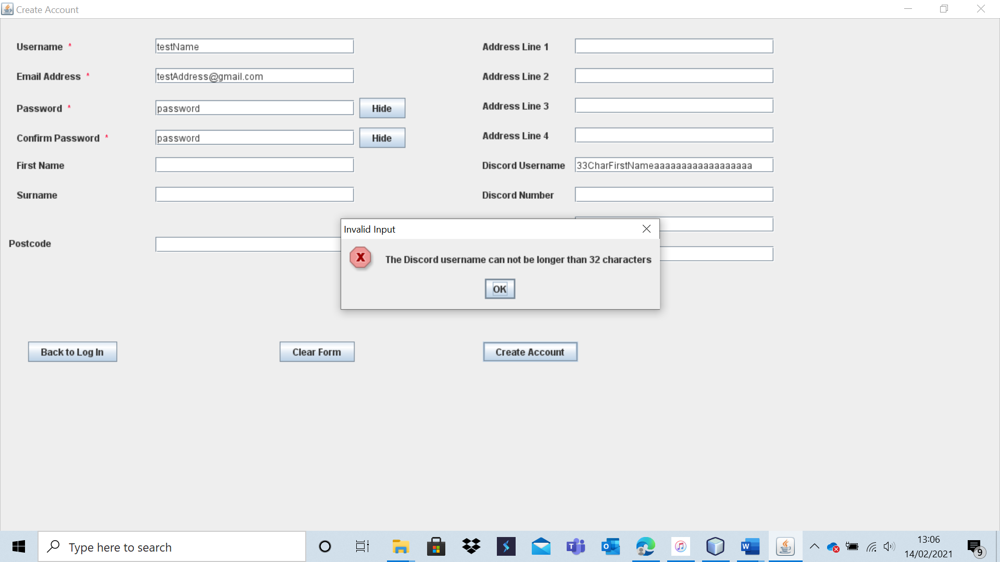 Create Account
Username *
testName
Email Address *
testAddress@gmail.com
Password *
password
Hide
Confirm Password *
password
Hide
First Name
Surname
Postcode
Address Line 1
Address Line 2
Address Line 3
Address Line 4
Discord Username
33CharFirstNameaaaaaaaaaaaaaaaaaa
Discord Number
Invalid Input
The Discord username can not be longer than 32 characters
OK
Back to Log In
Clear Form
Create Account
Type here to search
13:06
14/02/2021
9